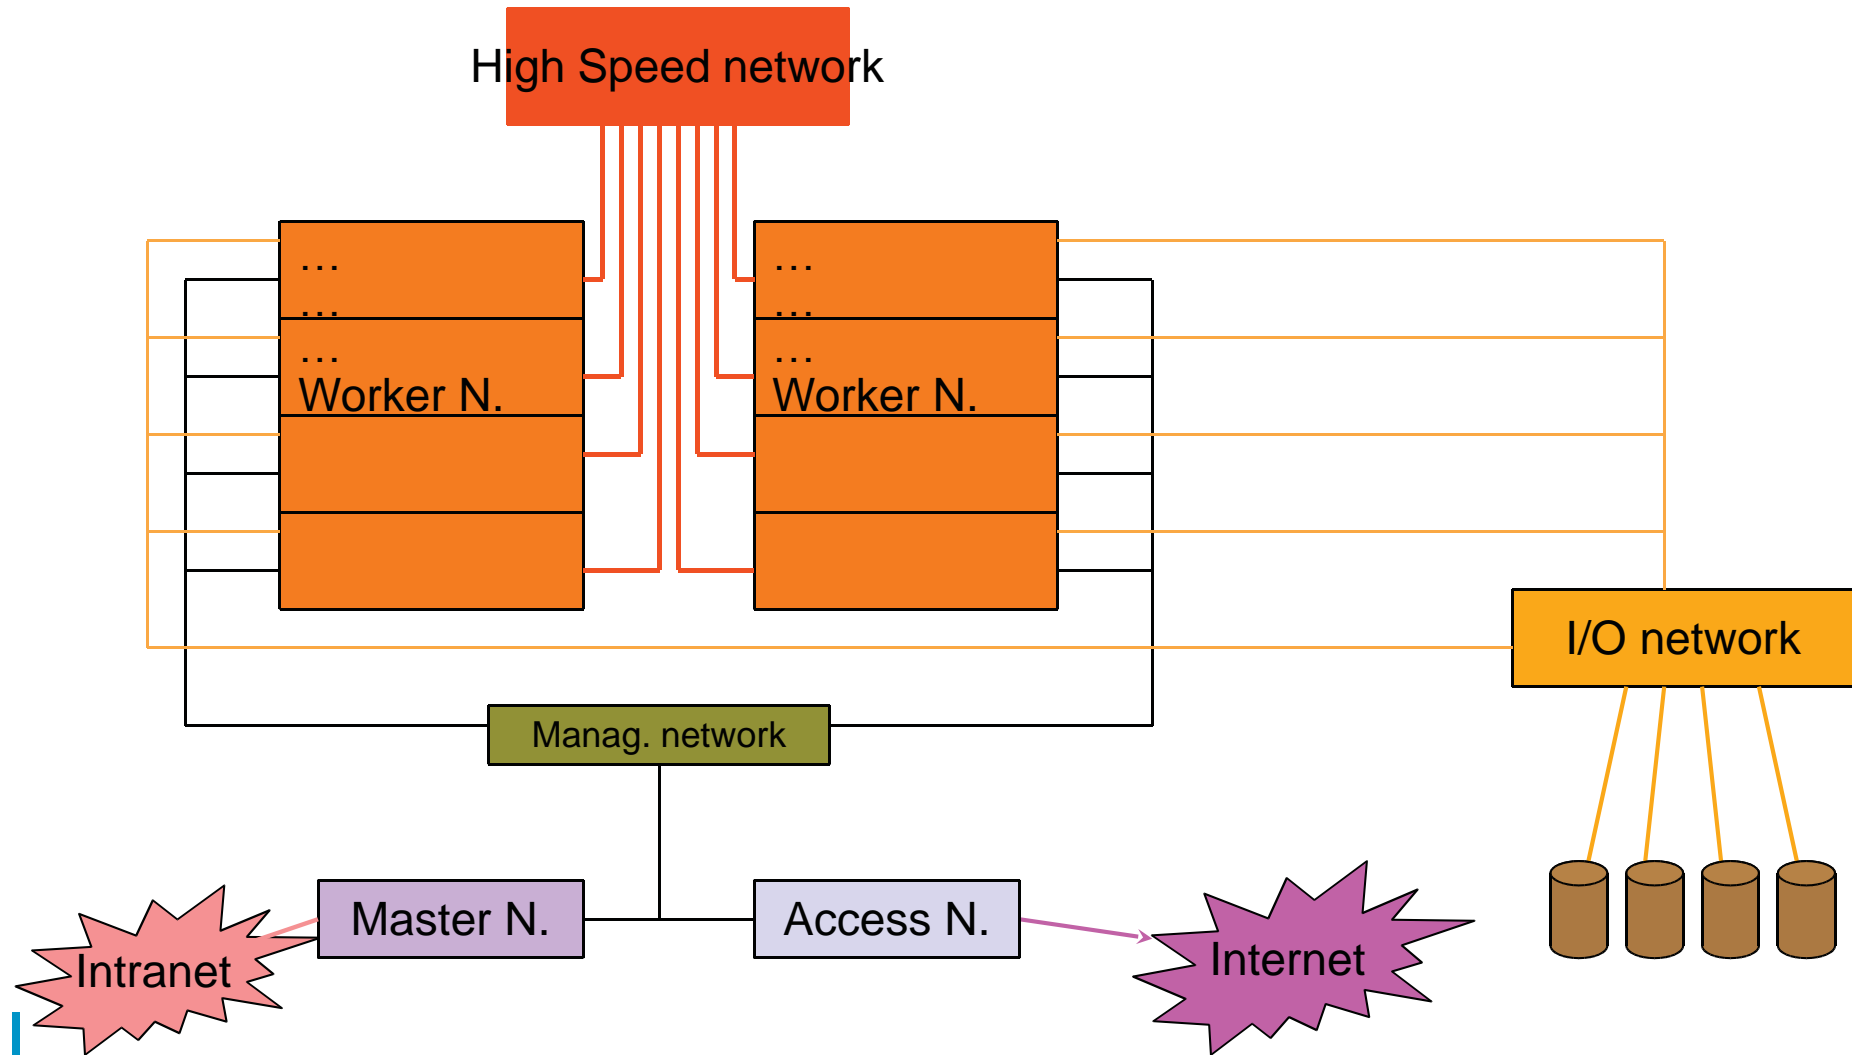 High Speed network
…
…
…
Worker N.
…
…
…
Worker N.
I/O network
Manag. network
Master N.
Access N.
Intranet
Internet